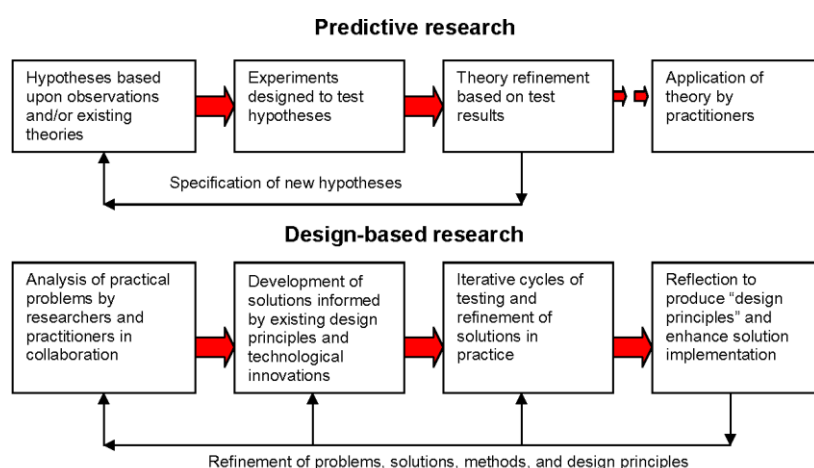 Predictive research
Hypotheses based
upon observations
and/or existing
theories
Experiments
designed to test
hypotheses
Theory refinement
based on test
results
Application of
theory by
practitioners
Specification of new hypotheses
Design-based research
Analysis of practical
problems by
researchers and
practitioners in
collaboration
Development of
solutions informed
by existing design
principles and
technological
innovations
Iterative cycles of
testing and
refinement of
solutions in
practice
Reflection to
produce “design
principles” and
enhance solution
implementation
Refinement of problems, solutions, methods, and design principles